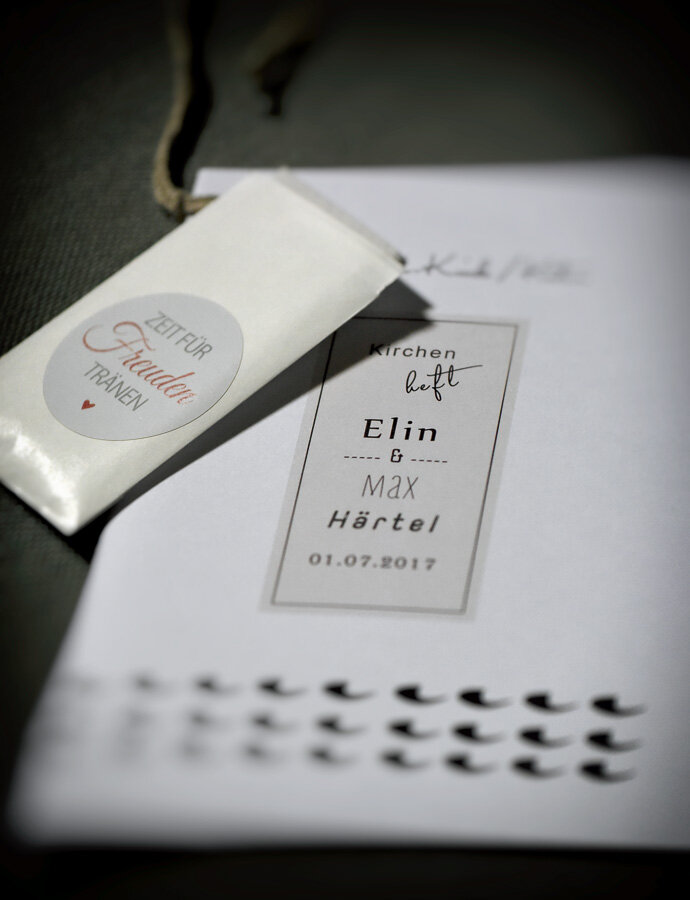 ZEIT FÜR
Freuden
TRÄNEN
Kirchen
heft
Elin
&
Max
Härtel
01.07.2017